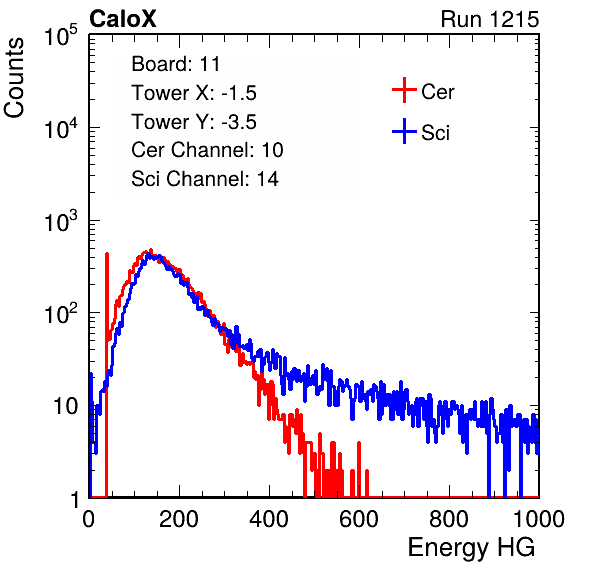 CaloX Run 1215
Counts
10^5
10^4
10^3
10^2
10
1
Board: 11
Tower X: -1.5
Tower Y: -3.5
Cer Channel: 10
Sci Channel: 14
Cer
Sci
0 200 400 600 800 1000
Energy HG